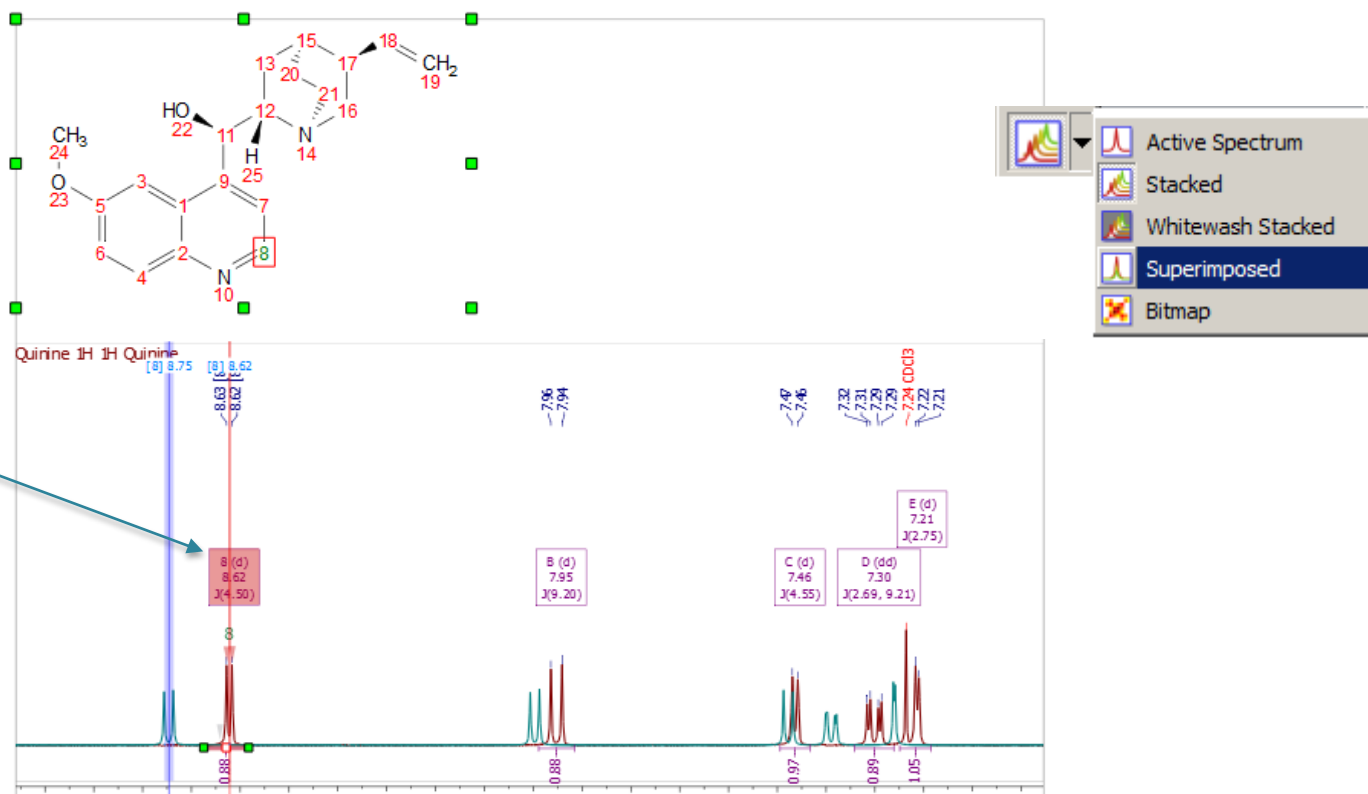 15
18
13
17
CH2
20
19
21
HO
12
16
22
11
N
CH3
H
14
24
25
O
3
9
23
5
1
7
6
2
8
4
N
10
Active Spectrum
Stacked
Whitewash Stacked
Superimposed
Bitmap
Quinine 1H 1H Quinine
[8] 8.75
[8] 8.62
8.63
8.62
7.96
7.94
7.47
7.46
7.32
7.31
7.29
7.29
7.24 CDCl3
7.22
7.21
E (d)
7.21
J(2.75)
8 (d)
8.62
J(4.50)
B (d)
7.95
J(9.20)
C (d)
7.46
J(4.55)
D (dd)
7.30
J(2.69, 9.21)
8
0.88
0.88
0.97
0.89
1.05